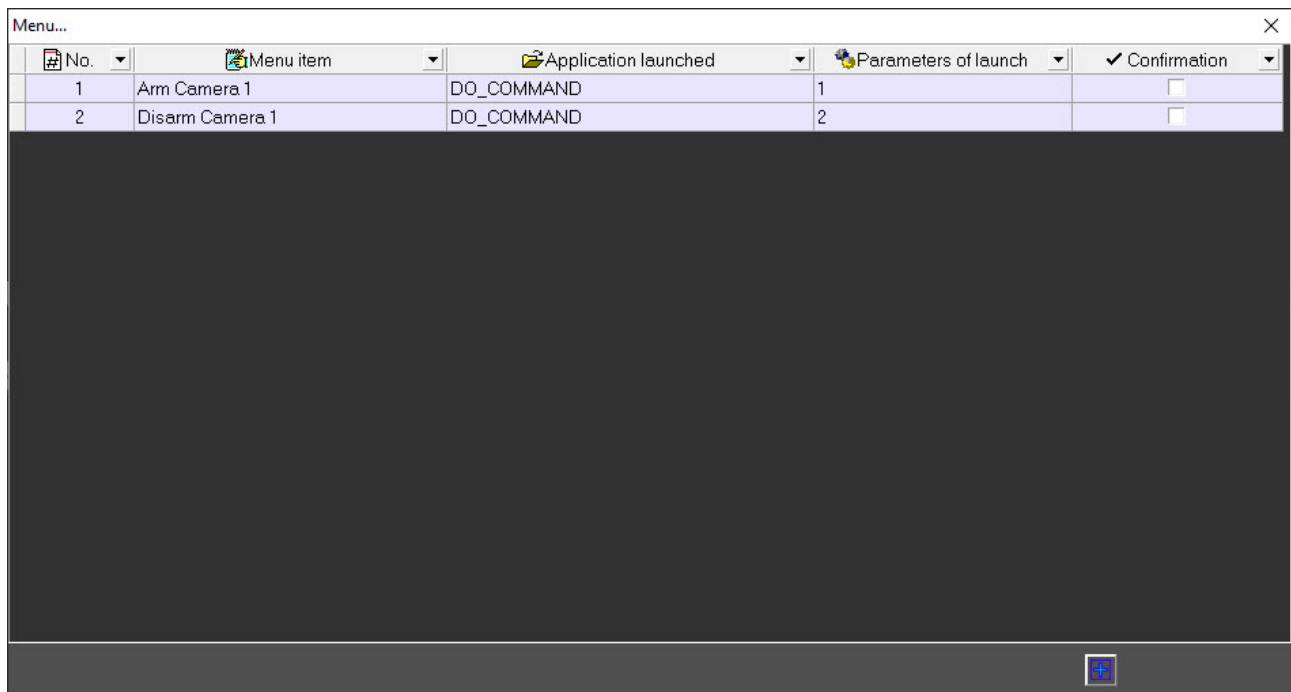 Menu...
No. Menu item Application launched Parameters of launch Confirmation
1 Arm Camera 1 DO_COMMAND 1
2 Disarm Camera 1 DO_COMMAND 2